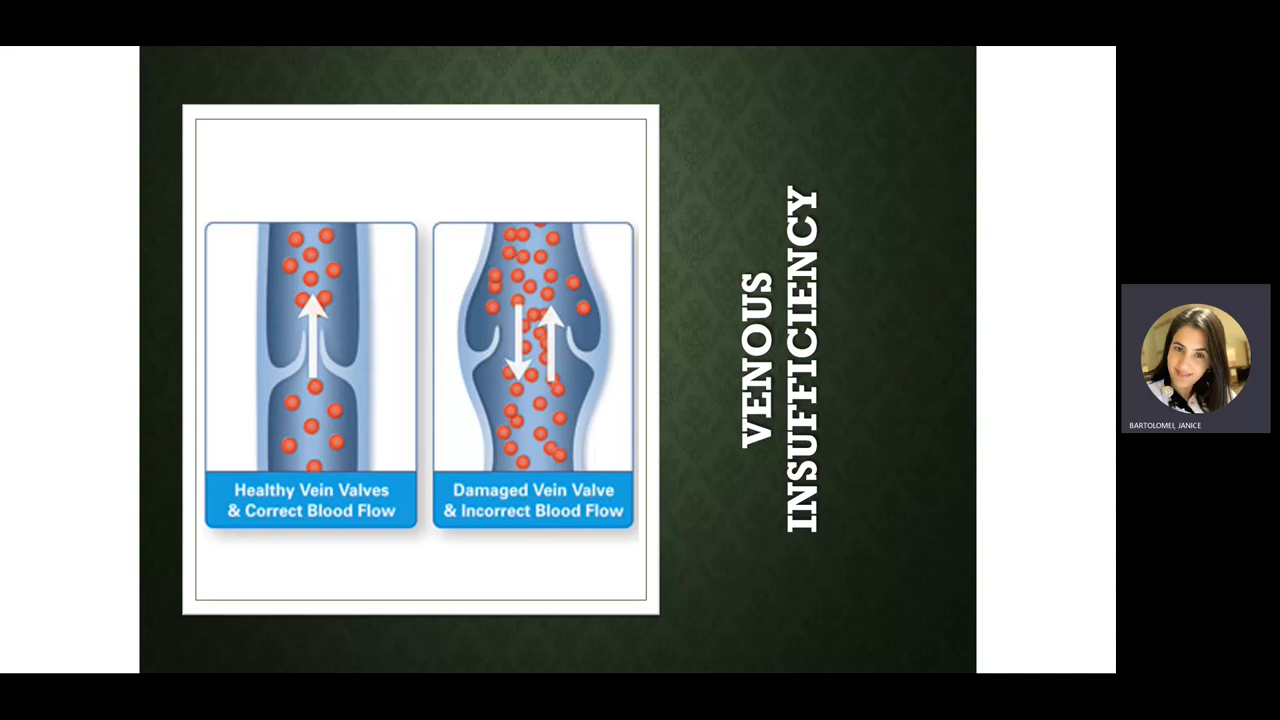 Healthy Vein Valves
& Correct Blood Flow
Damaged Vein Valve
& Incorrect Blood Flow
VENOUS
INSUFFICIENCY
BARTOLOMEI, JANICE